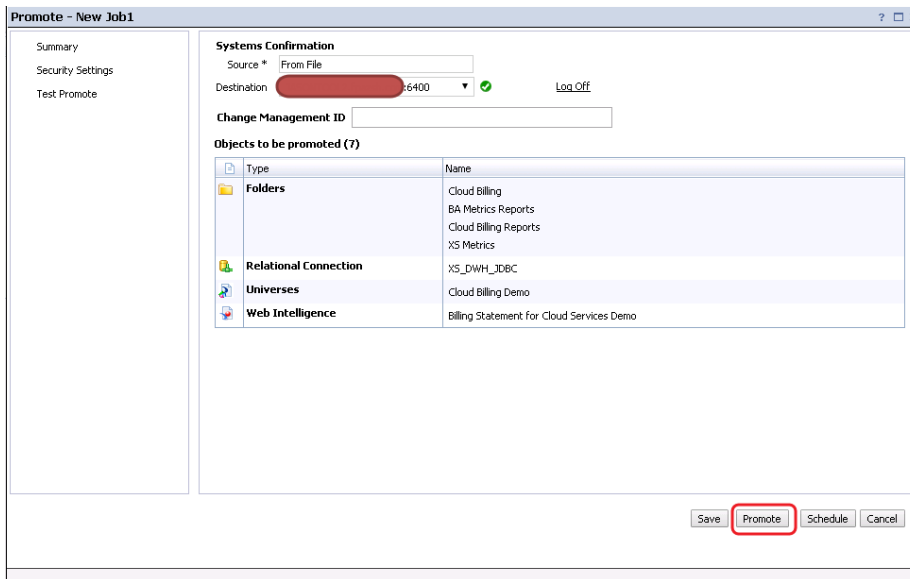 Promote - New Job1 ?
Summary
Security Settings
Test Promote
Systems Confirmation
Source * From File
Destination :6400 Log Off
Change Management ID
Objects to be promoted (7)
Type Name
Folders Cloud Billing
BA Metrics Reports
Cloud Billing Reports
XS Metrics
Relational Connection XS_DWH_JDBC
Universes Cloud Billing Demo
Web Intelligence Billing Statement for Cloud Services Demo
Save Promote Schedule Cancel